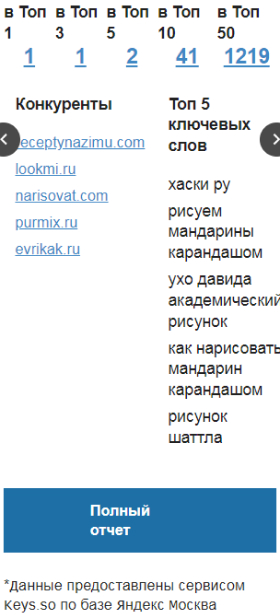 в Топ в Топ в Топ в Топ в Топ
1 3 5 10 50
1 1 2 41 1219
Конкуренты
eceptynazimu.com
lookmi.ru
narisovat.com
purmix.ru
evrikak.ru
Топ 5
ключевых
слов
хаски ру
рисуем
мандарины
карандашом
ухо давида
академический
рисунок
как нарисовать
мандарин
карандашом
рисунок
шаттла
Полный
отчет
*Данные предоставлены сервисом
Keys.so по базе Яндекс Москва